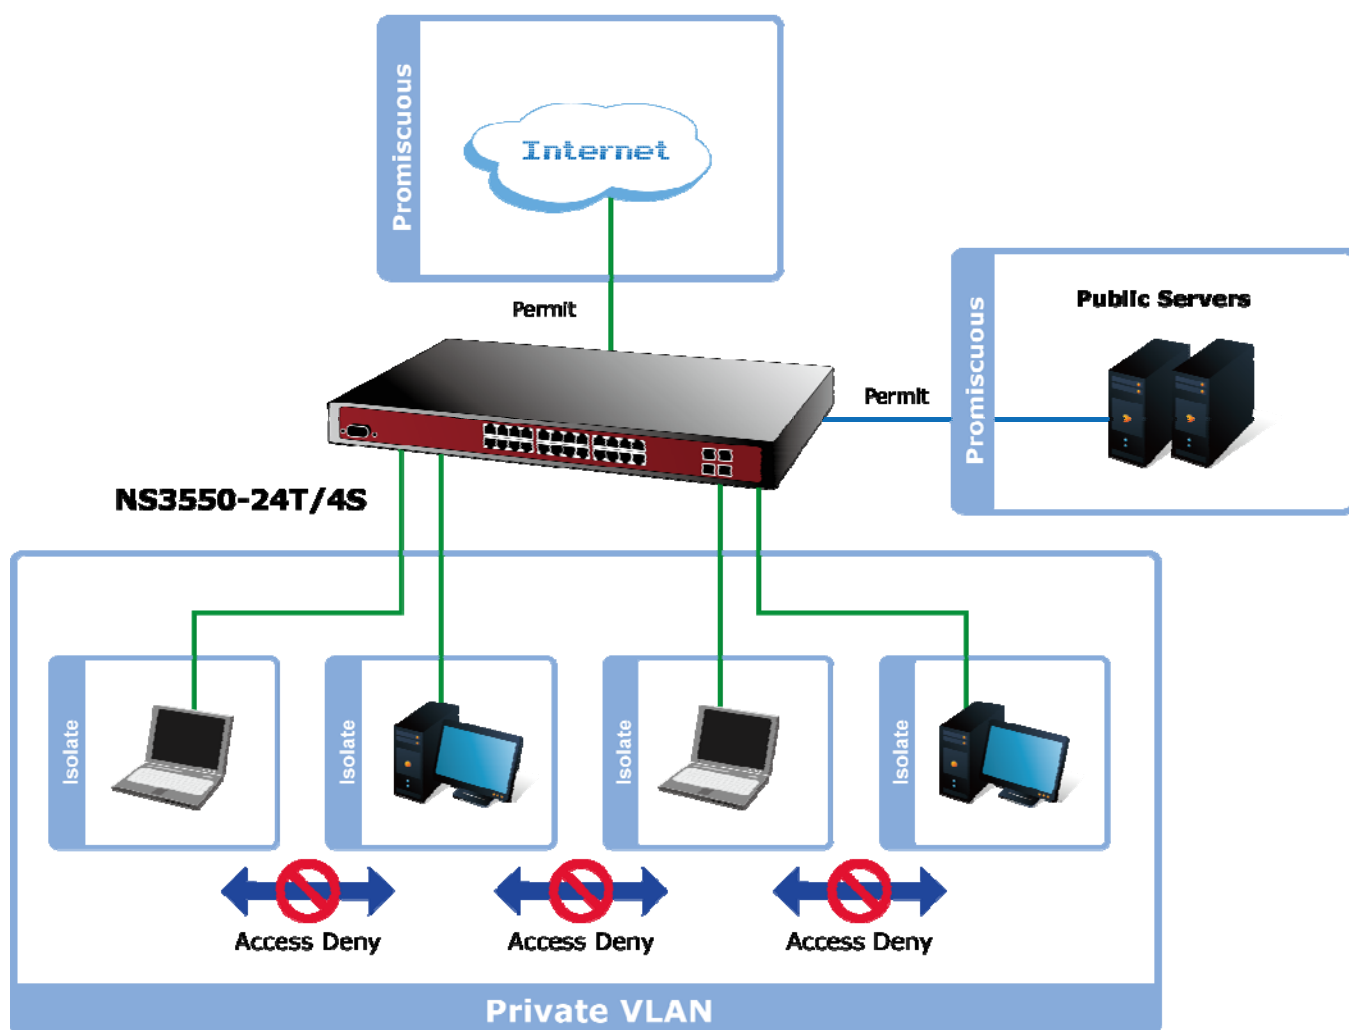 Promiscuous
Internet
Permit
Public Servers
Permit
Promiscuous
NS3550-24T/4S
Isolate
Isolate
Isolate
Isolate
Access Deny
Access Deny
Access Deny
Private VLAN